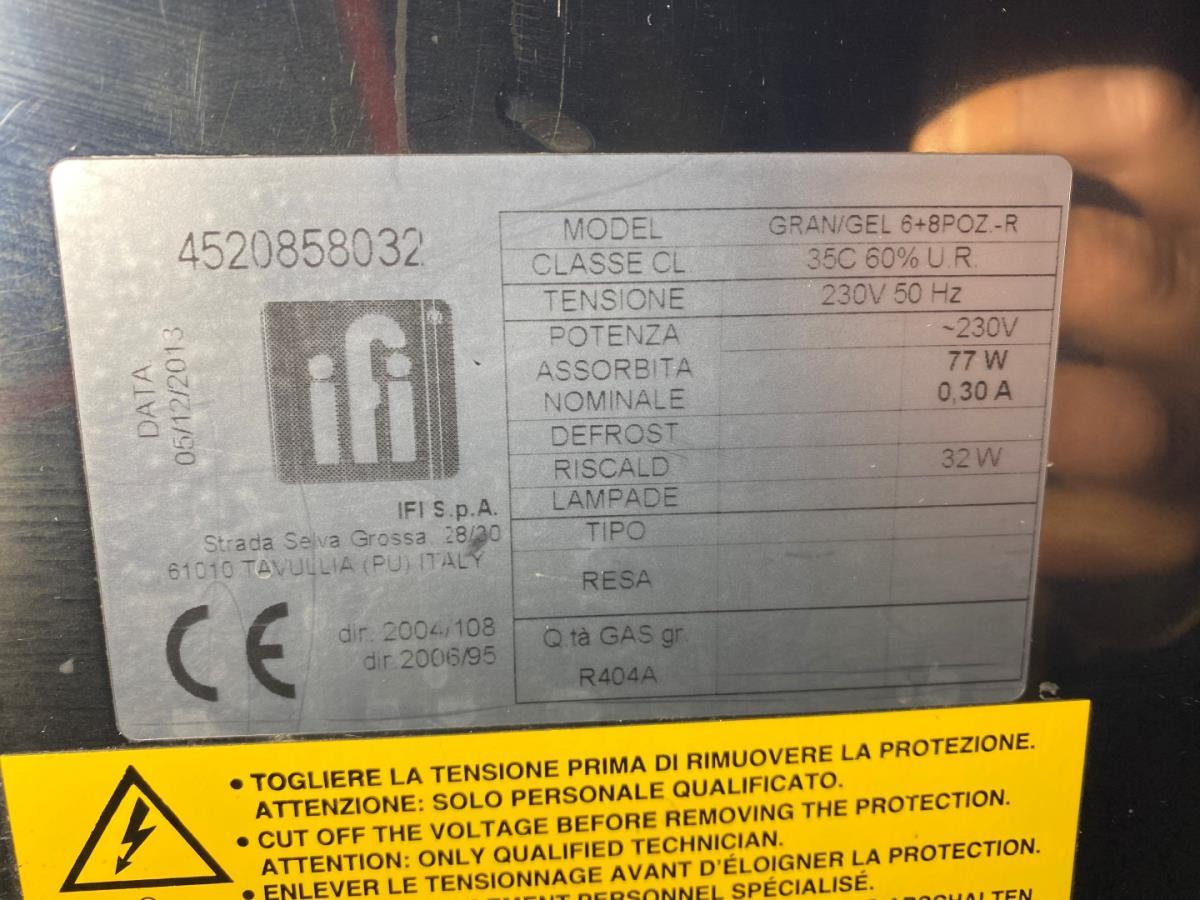 4520858032
DATA
05/12/2013
ifi
IFI S.p.A.
Strada Selva Grossa, 28/30
61010 TAVULLIA (PU) ITALY
CE
dir. 2004/108
dir.2006/95
MODEL GRAN/GEL 6+8POZ.-R
CLASSE CL. 35C 60% U.R.
TENSIONE 230V 50 Hz
POTENZA ~230V
ASSORBITA 77 W
NOMINALE 0,30 A
DEFROST
RISCALD. 32 W
LAMPADE
TIPO
RESA
Q.tà GAS gr.
R404A
• TOGLIERE LA TENSIONE PRIMA DI RIMUOVERE LA PROTEZIONE.
ATTENZIONE: SOLO PERSONALE QUALIFICATO.
• CUT OFF THE VOLTAGE BEFORE REMOVING THE PROTECTION.
ATTENTION: ONLY QUALIFIED TECHNICIAN.
• ENLEVER LE TENSIONNAGE AVANT D'ÉLOIGNER LA PROTECTION.
PERSONNEL SPÉCIALISÉ.